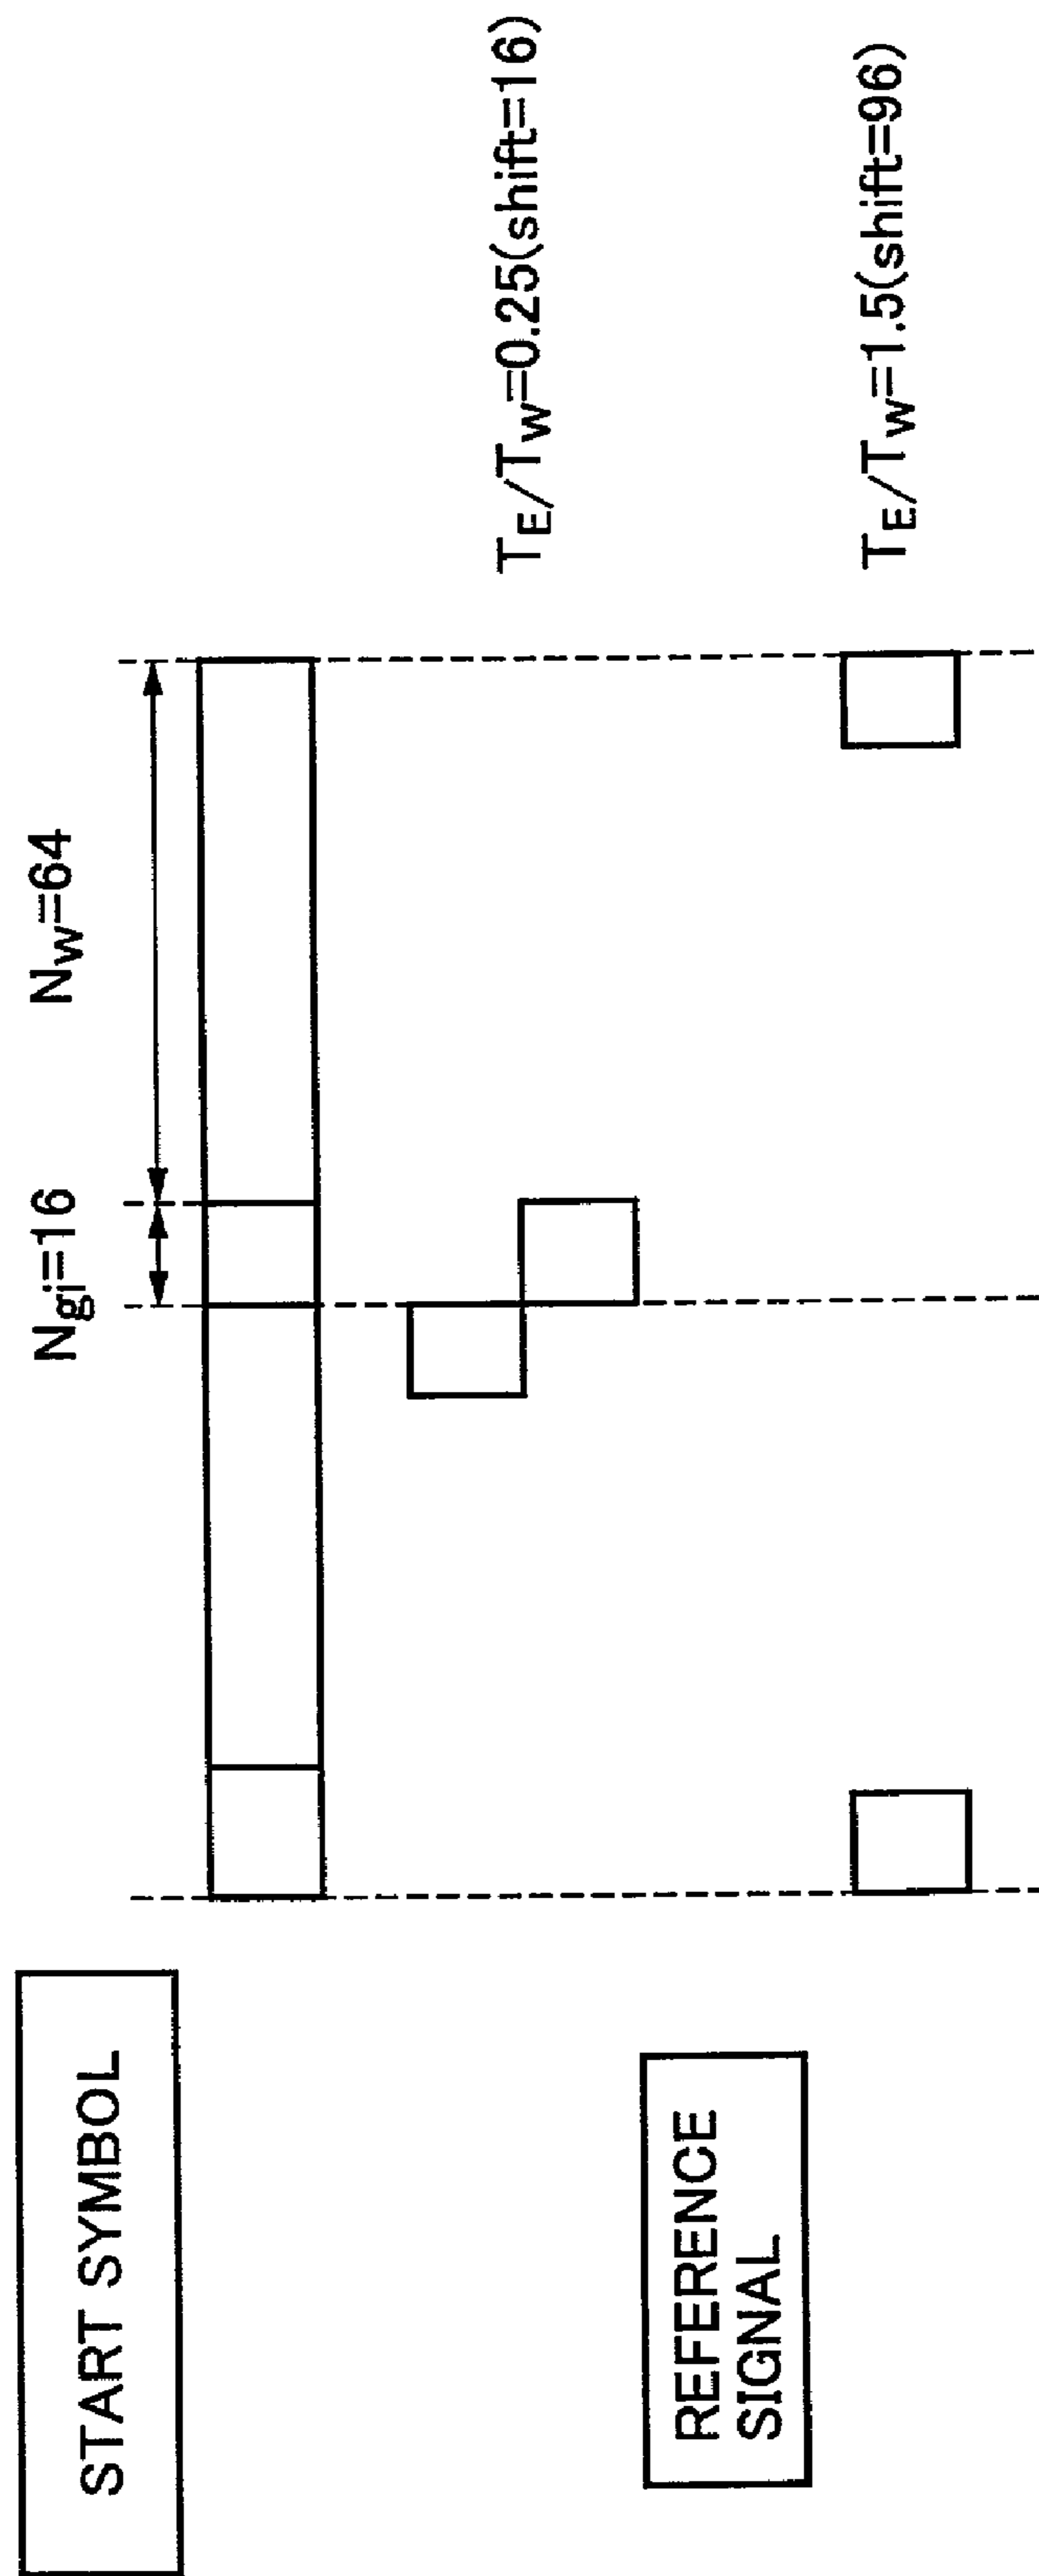 START SYMBOL
N_gi=16
N_W=64
T_E/T_W=0.25(shift=16)
REFERENCE
SIGNAL
T_E/T_W=1.5(shift=96)